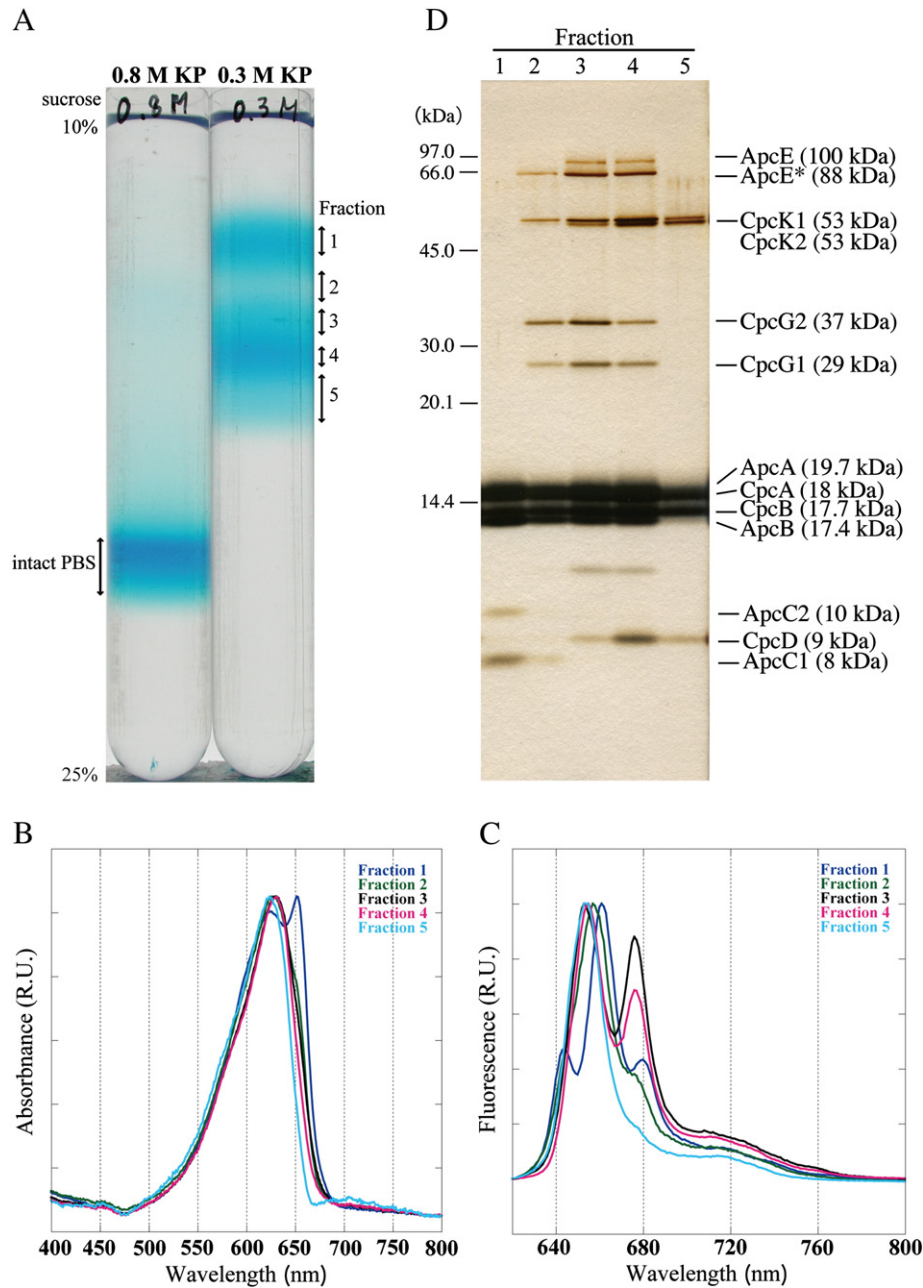 A
0.8 M KP 0.3 M KP
sucrose
10%
0.8 M 0.3 M
Fraction
1
2
3
4
5
intact PBS
25%
D
Fraction
1 2 3 4 5
(kDa)
97.0
66.0
45.0
30.0
20.1
14.4
ApcE (100 kDa)
ApcE* (88 kDa)
CpcK1 (53 kDa)
CpcK2 (53 kDa)
CpcG2 (37 kDa)
CpcG1 (29 kDa)
ApcA (19.7 kDa)
CpcA (18 kDa)
CpcB (17.7 kDa)
ApcB (17.4 kDa)
ApcC2 (10 kDa)
CpcD (9 kDa)
ApcC1 (8 kDa)
B
Fraction 1
Fraction 2
Fraction 3
Fraction 4
Fraction 5
Absorbnance (R.U.)
400 450 500 550 600 650 700 750 800
Wavelength (nm)
C
Fraction 1
Fraction 2
Fraction 3
Fraction 4
Fraction 5
Fluorescence (R.U.)
640 680 720 760 800
Wavelength (nm)